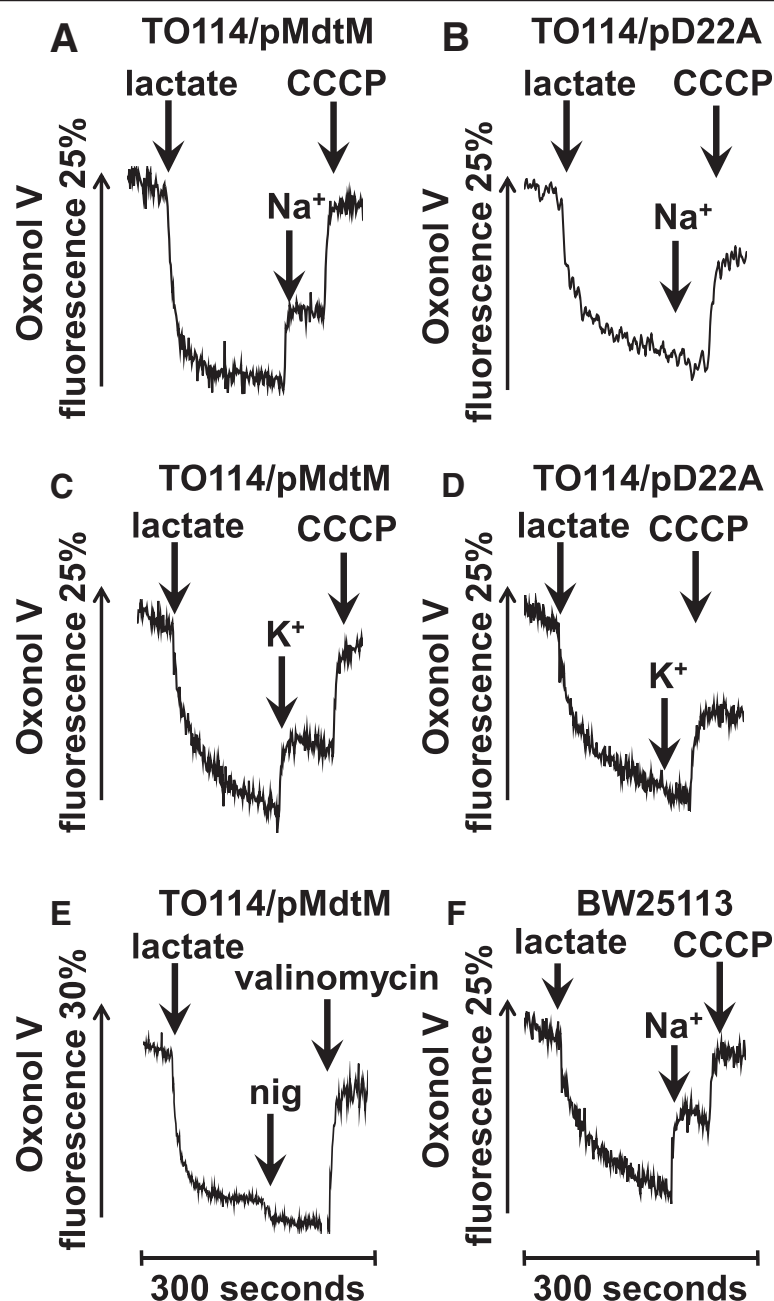 A
TO114/pMdtM
lactate
CCCP
Na+
Oxonol V
fluorescence 25%
B
TO114/pD22A
lactate
CCCP
Na+
Oxonol V
fluorescence 25%
C
TO114/pMdtM
lactate
CCCP
K+
Oxonol V
fluorescence 25%
D
TO114/pD22A
lactate
CCCP
K+
Oxonol V
fluorescence 25%
E
TO114/pMdtM
lactate
valinomycin
nig
Oxonol V
fluorescence 30%
300 seconds
F
BW25113
lactate
CCCP
Na+
Oxonol V
fluorescence 25%
300 seconds